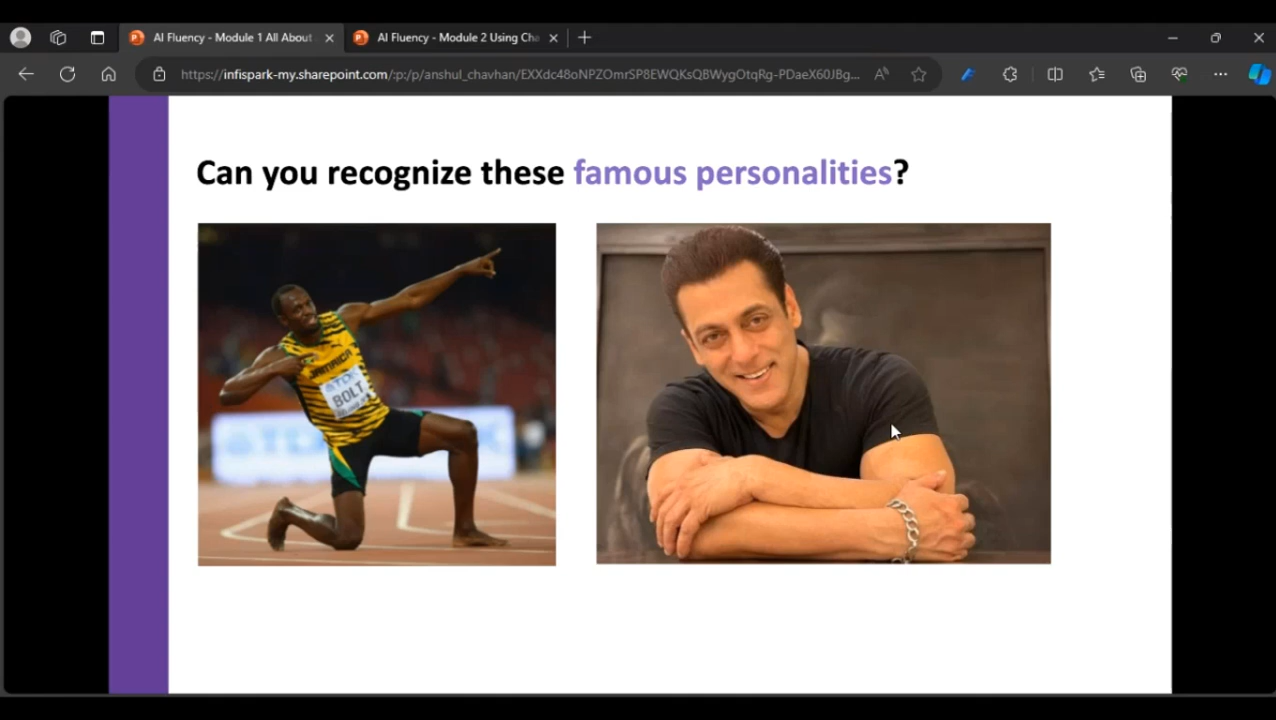 AI Fluency - Module 1 All About
AI Fluency - Module 2 Using Cha
https://infispark-my.sharepoint.com/:p:/p/anshul_chavhan/EXXdc48oNPZOmrSP8EWQKsQBWygOtqRg-PDaeX60JBg...
Can you recognize these famous personalities?
JAMAICA
BOLT